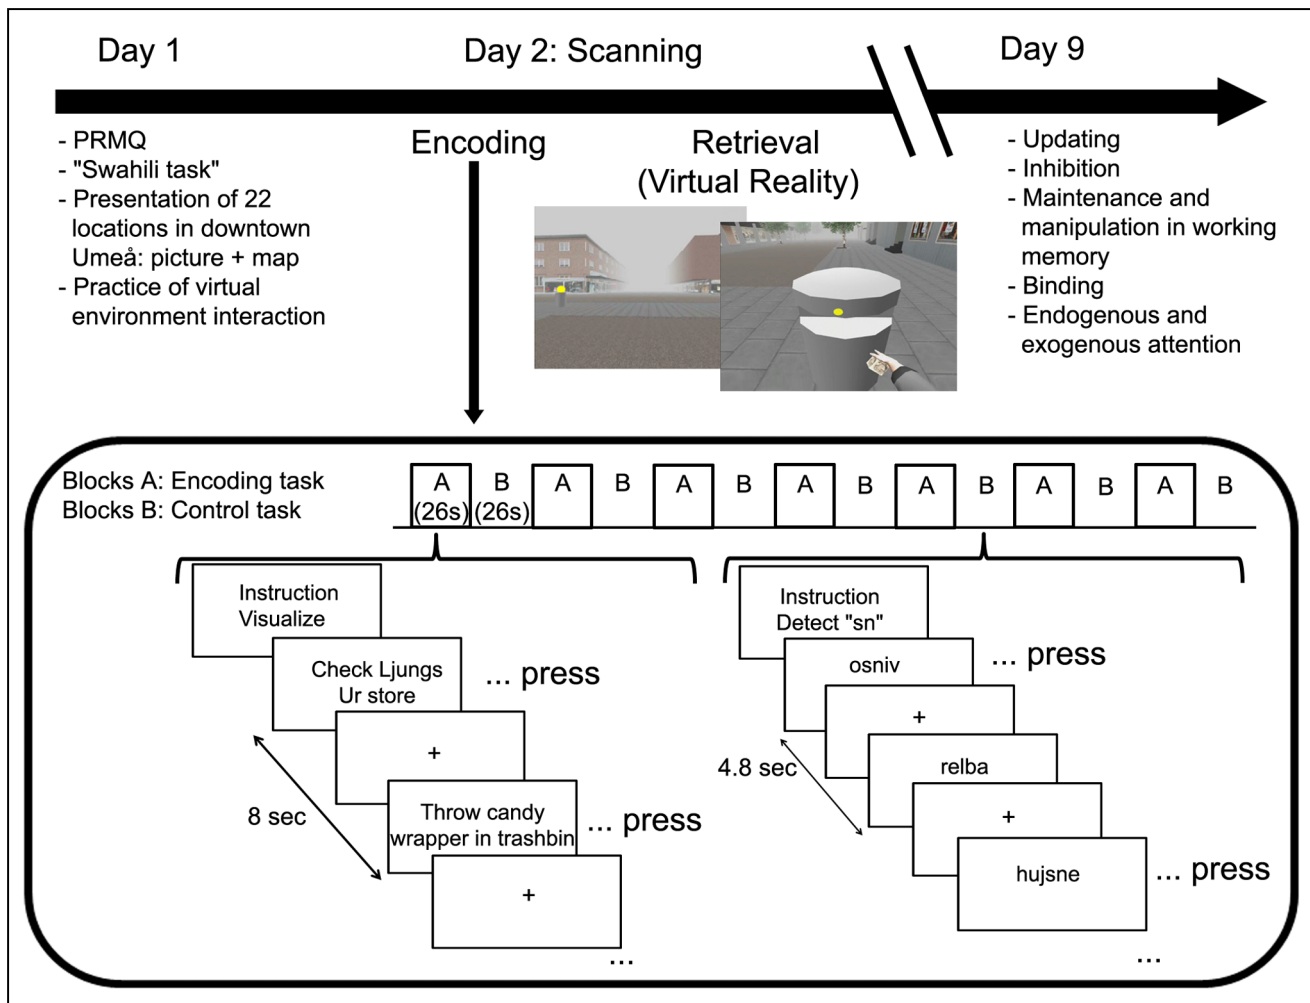 Day 1
Day 2: Scanning
Day 9
- PRMQ
- "Swahili task"
- Presentation of 22
locations in downtown
Umeå: picture + map
- Practice of virtual
environment interaction
Encoding
Retrieval
(Virtual Reality)
- Updating
- Inhibition
- Maintenance and
manipulation in working
memory
- Binding
- Endogenous and
exogenous attention
Blocks A: Encoding task
Blocks B: Control task
A B A B A B A B A B A B A B
(26s) (26s)
Instruction
Visualize
Check Ljungs
Ur store
... press
+
8 sec
Throw candy
wrapper in trashbin
... press
+
...
Instruction
Detect "sn"
osniv
... press
+
4.8 sec
relba
+
hujsne
... press
...